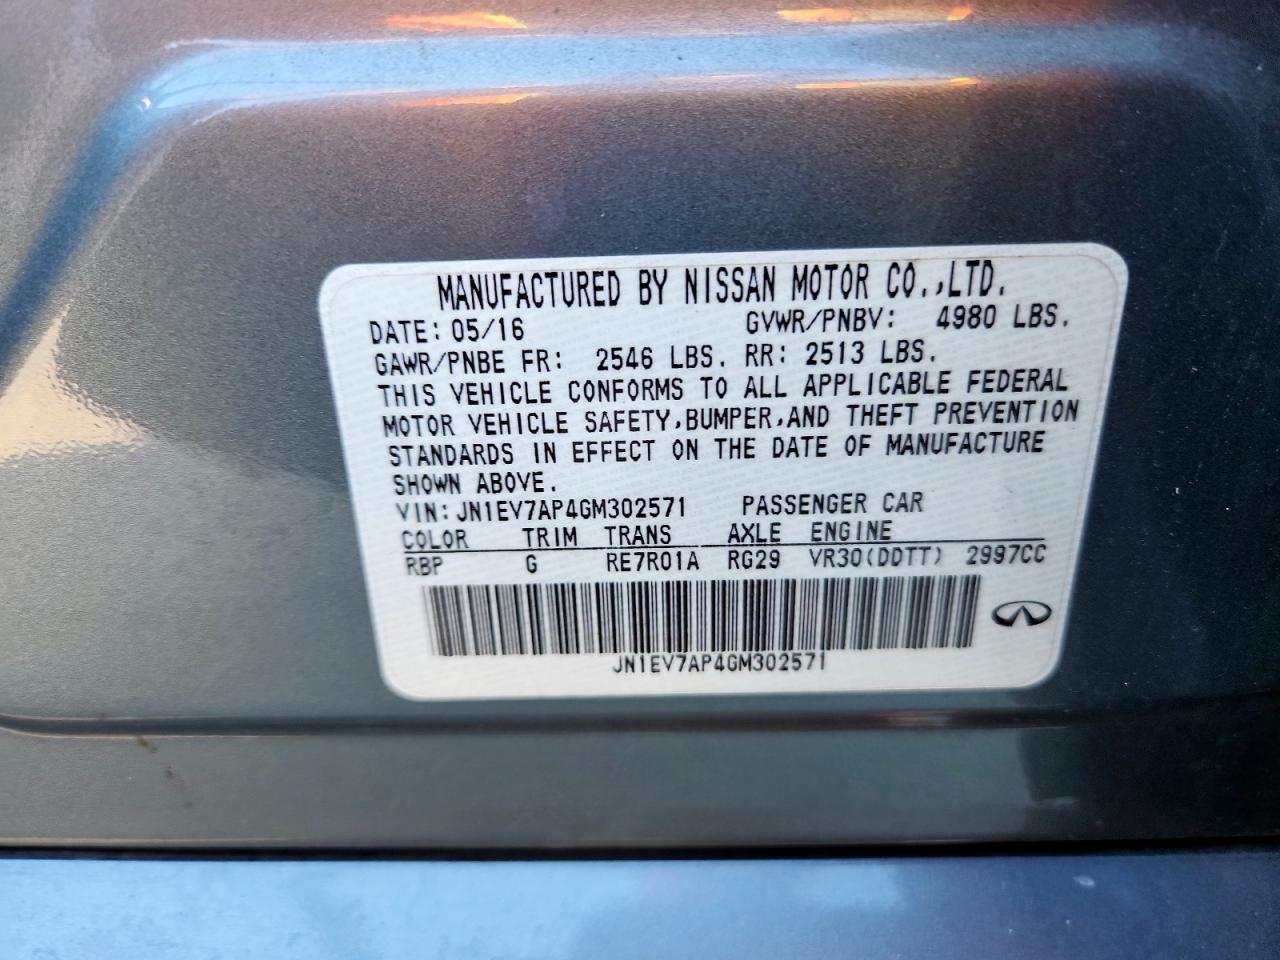 MANUFACTURED BY NISSAN MOTOR CO.,LTD.
DATE: 05/16 GVWR/PNBV: 4980 LBS.
GAWR/PNBE FR: 2546 LBS. RR: 2513 LBS.
THIS VEHICLE CONFORMS TO ALL APPLICABLE FEDERAL
MOTOR VEHICLE SAFETY,BUMPER,AND THEFT PREVENTION
STANDARDS IN EFFECT ON THE DATE OF MANUFACTURE
SHOWN ABOVE.
VIN: JN1EV7AP4GM302571 PASSENGER CAR
COLOR TRIM TRANS AXLE ENGINE
RBP G RE7R01A RG29 VR30(DDTT) 2997CC
JN1EV7AP4GM302571